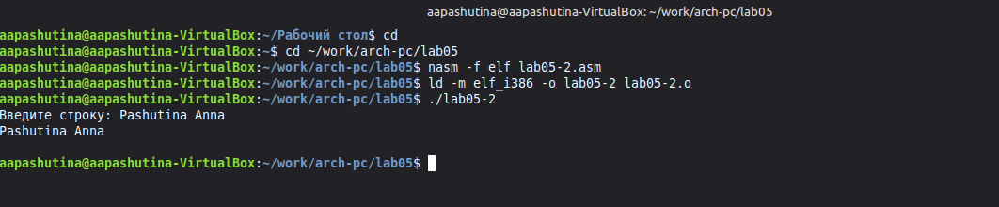 aapashutina@aapashutina-VirtualBox: ~/work/arch-pc/lab05
aapashutina@aapashutina-VirtualBox:~/Рабочий стол$ cd
aapashutina@aapashutina-VirtualBox:~$ cd ~/work/arch-pc/lab05
aapashutina@aapashutina-VirtualBox:~/work/arch-pc/lab05$ nasm -f elf lab05-2.asm
aapashutina@aapashutina-VirtualBox:~/work/arch-pc/lab05$ ld -m elf_i386 -o lab05-2 lab05-2.o
aapashutina@aapashutina-VirtualBox:~/work/arch-pc/lab05$ ./lab05-2
Введите строку: Pashutina Anna
Pashutina Anna
aapashutina@aapashutina-VirtualBox:~/work/arch-pc/lab05$